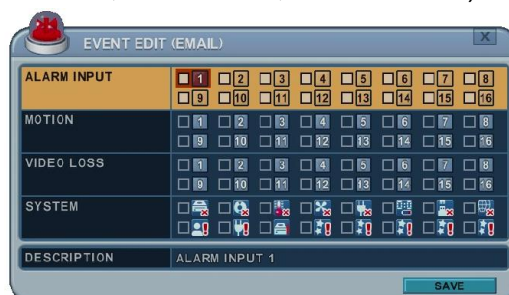 EVENT EDIT (EMAIL)
X
ALARM INPUT
1 2 3 4 5 6 7 8
9 10 11 12 13 14 15 16
MOTION
1 2 3 4 5 6 7 8
9 10 11 12 13 14 15 16
VIDEO LOSS
1 2 3 4 5 6 7 8
9 10 11 12 13 14 15 16
SYSTEM
DESCRIPTION
ALARM INPUT 1
SAVE